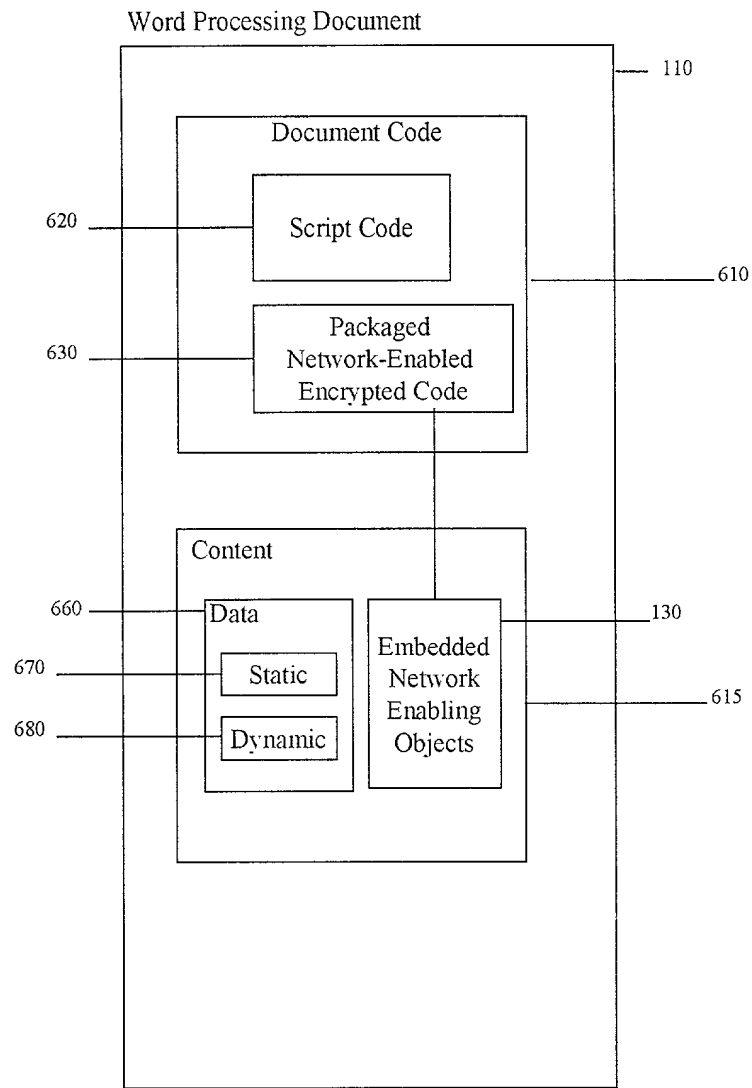 Word Processing Document
110
Document Code
620
Script Code
610
630
Packaged
Network-Enabled
Encrypted Code
Content
660
Data
130
670
Static
Embedded
Network
Enabling
Objects
615
680
Dynamic